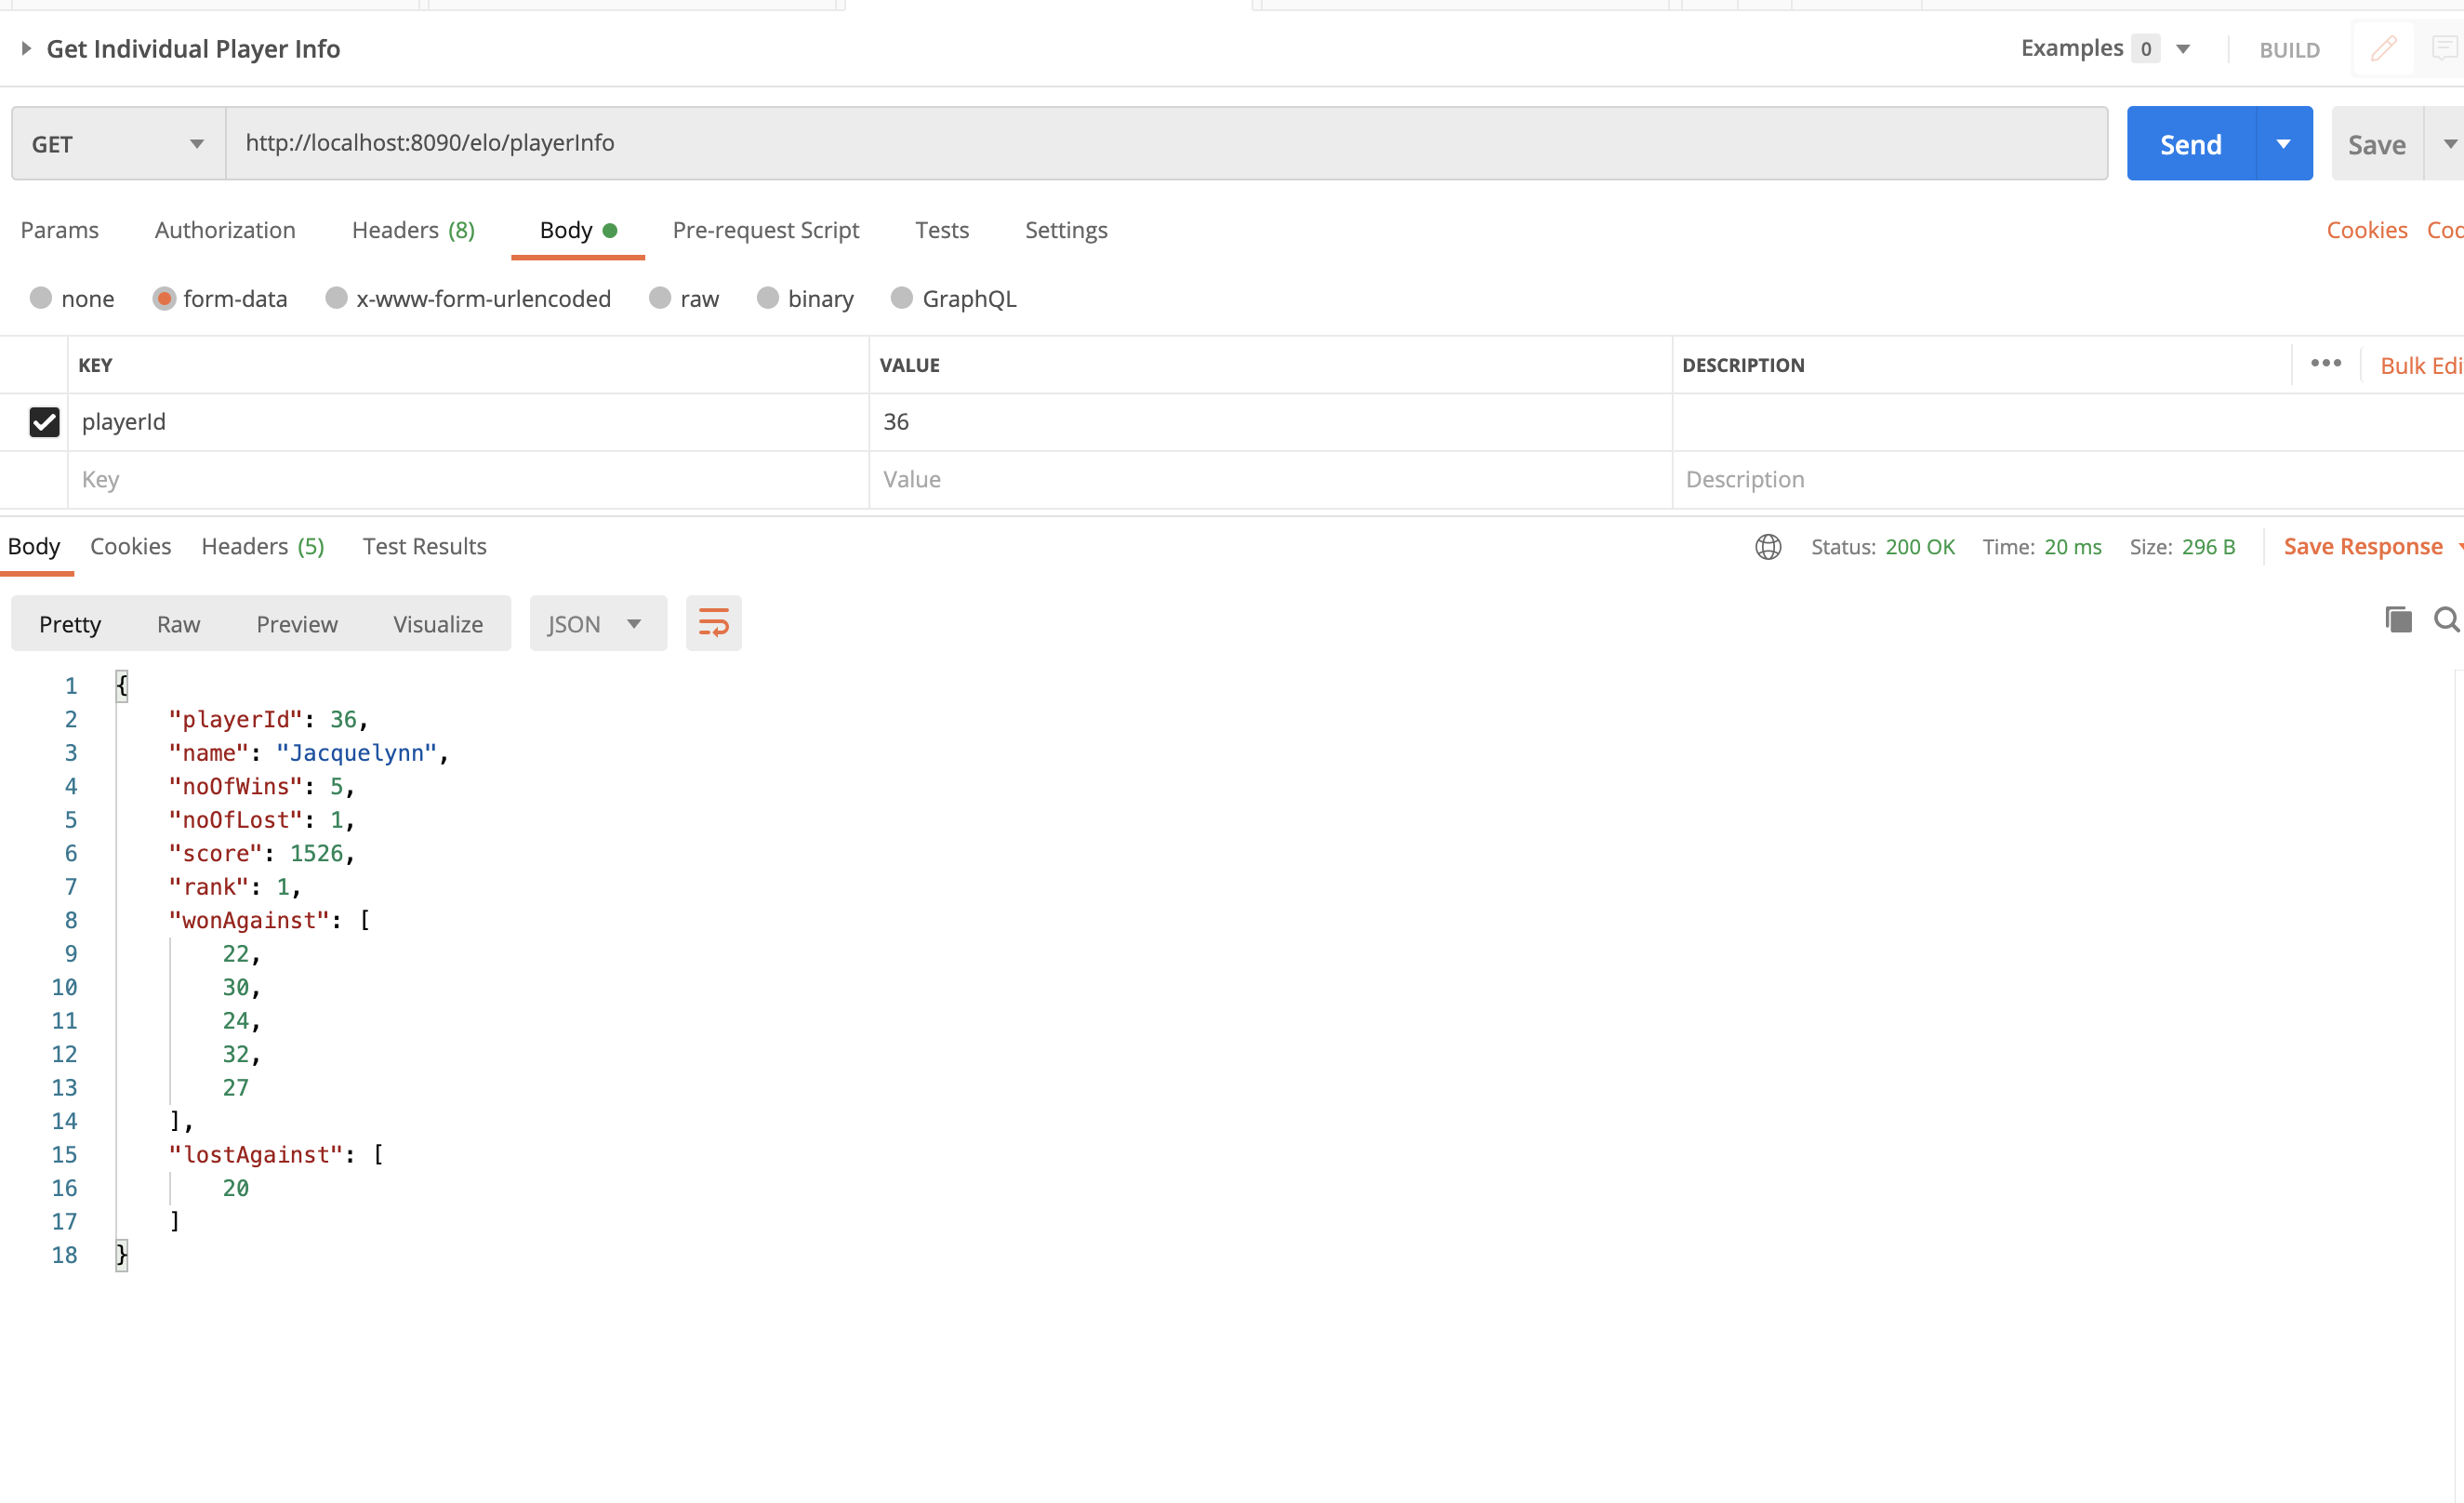 Get Individual Player Info Examples 0 BUILD
GET http://localhost:8090/elo/playerInfo Send Save
Params Authorization Headers (8) Body Pre-request Script Tests Settings Cookies
none form-data x-www-form-urlencoded raw binary GraphQL
KEY VALUE DESCRIPTION ••• Bulk Edi
playerId 36
Key Value Description
Body Cookies Headers (5) Test Results Status: 200 OK Time: 20 ms Size: 296 B Save Response
Pretty Raw Preview Visualize JSON
1 {
2 "playerId": 36,
3 "name": "Jacquelynn",
4 "noOfWins": 5,
5 "noOfLost": 1,
6 "score": 1526,
7 "rank": 1,
8 "wonAgainst": [
9 22,
10 30,
11 24,
12 32,
13 27
14 ],
15 "lostAgainst": [
16 20
17 ]
18 }